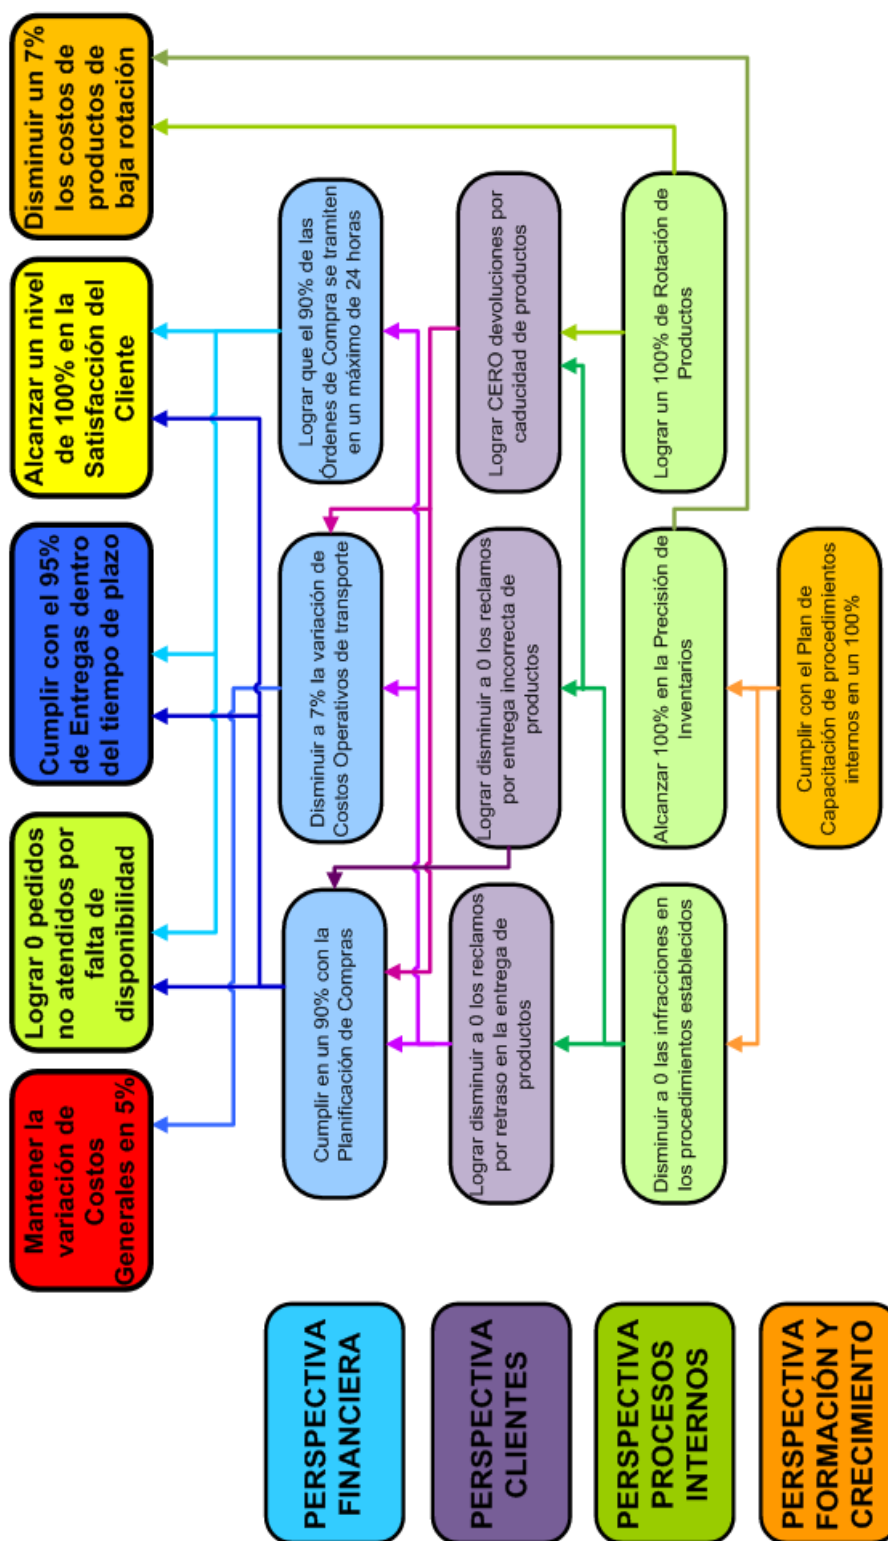 Mantener la
variación de
Costos
Generales en 5%
Lograr 0 pedidos
no atendidos por
falta de
disponibilidad
Cumplir con el 95%
de Entregas dentro
del tiempo de plazo
Alcanzar un nivel
de 100% en la
Satisfacción del
Cliente
Disminuir un 7%
los costos de
productos de
baja rotación
PERSPECTIVA
FINANCIERA
Cumplir en un 90% con la
Planificación de Compras
Disminuir a 7% la variación de
Costos Operativos de transporte
Lograr que el 90% de las
Órdenes de Compra se tramiten
en un máximo de 24 horas
PERSPECTIVA
CLIENTES
Lograr disminuir a 0 los reclamos
por retraso en la entrega de
productos
Lograr disminuir a 0 los reclamos
por entrega incorrecta de
productos
Lograr CERO devoluciones por
caducidad de productos
PERSPECTIVA
PROCESOS
INTERNOS
Disminuir a 0 las infracciones en
los procedimientos establecidos
Alcanzar 100% en la Precisión de
Inventarios
Lograr un 100% de Rotación de
Productos
PERSPECTIVA
FORMACIÓN Y
CRECIMIENTO
Cumplir con el Plan de
Capacitación de procedimientos
internos en un 100%